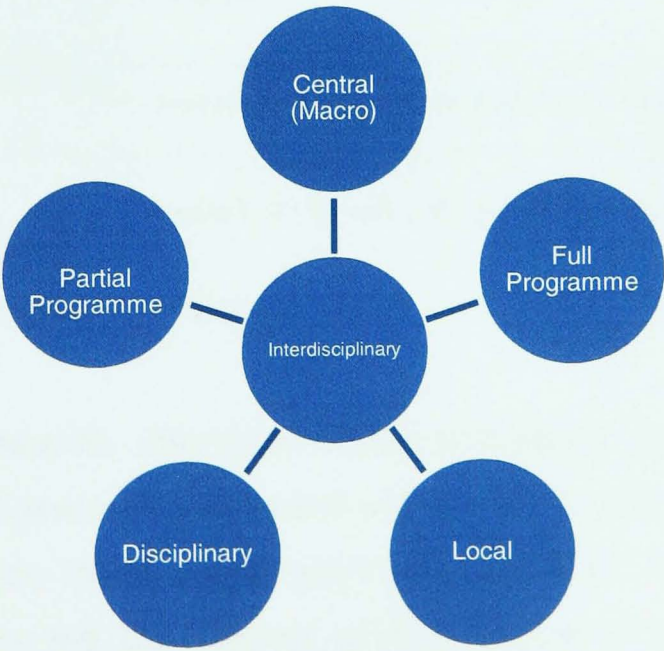 Central
(Macro)
Full
Programme
Partial
Programme
Interdisciplinary
Disciplinary
Local